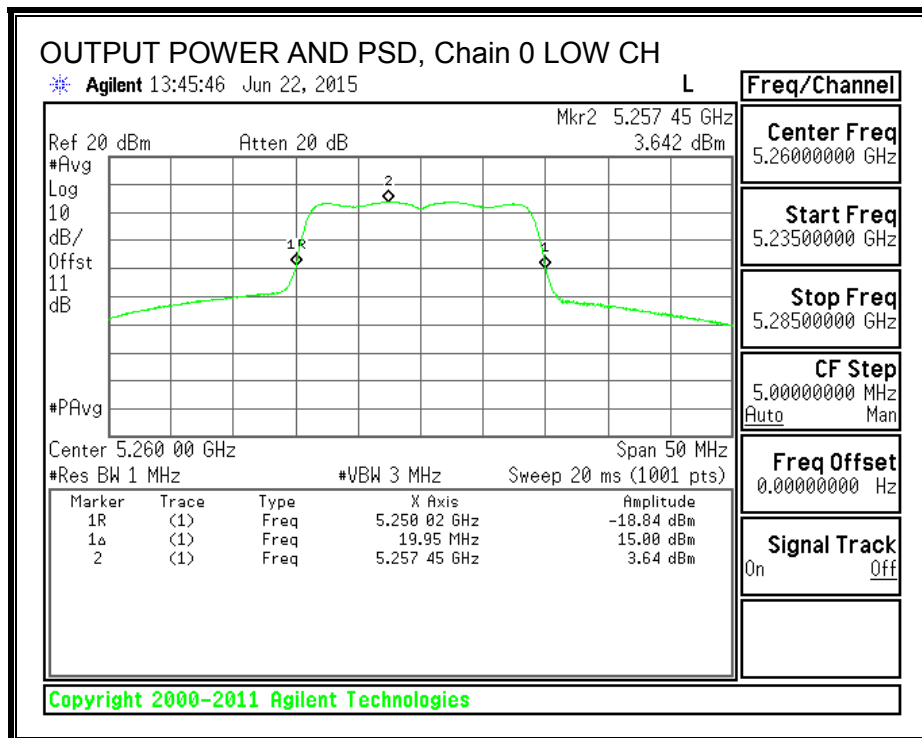 OUTPUT POWER AND PSD, Chain 0 LOW CH
Agilent 13:45:46 Jun 22, 2015 L
Freq/Channel
Mkr2 5.257 45 GHz
Ref 20 dBm Atten 20 dB 3.642 dBm
#Avg
Log
10
dB/
Offst
11
dB
#PAvg
2
1R
1
Center 5.260 00 GHz Span 50 MHz
#Res BW 1 MHz #VBW 3 MHz Sweep 20 ms (1001 pts)
Marker Trace Type X Axis Amplitude
1R (1) Freq 5.250 02 GHz -18.84 dBm
1Δ (1) Freq 19.95 MHz 15.00 dBm
2 (1) Freq 5.257 45 GHz 3.64 dBm
Center Freq
5.26000000 GHz
Start Freq
5.23500000 GHz
Stop Freq
5.28500000 GHz
CF Step
5.00000000 MHz
Auto Man
Freq Offset
0.00000000 Hz
Signal Track
On Off
Copyright 2000-2011 Agilent Technologies